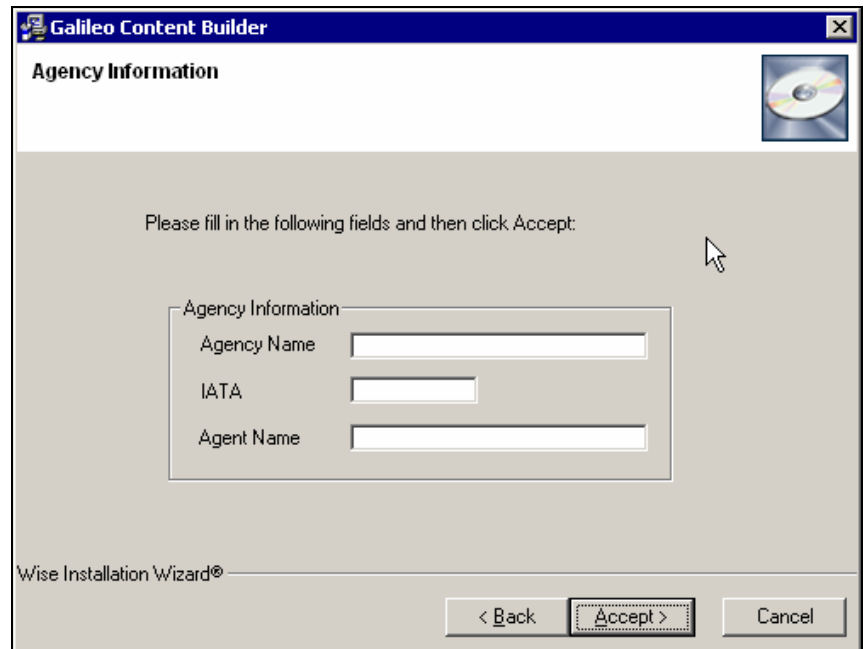 Galileo Content Builder
Agency Information
Please fill in the following fields and then click Accept:
Agency Information
Agency Name
IATA
Agent Name
Wise Installation Wizard®
< Back Accept > Cancel